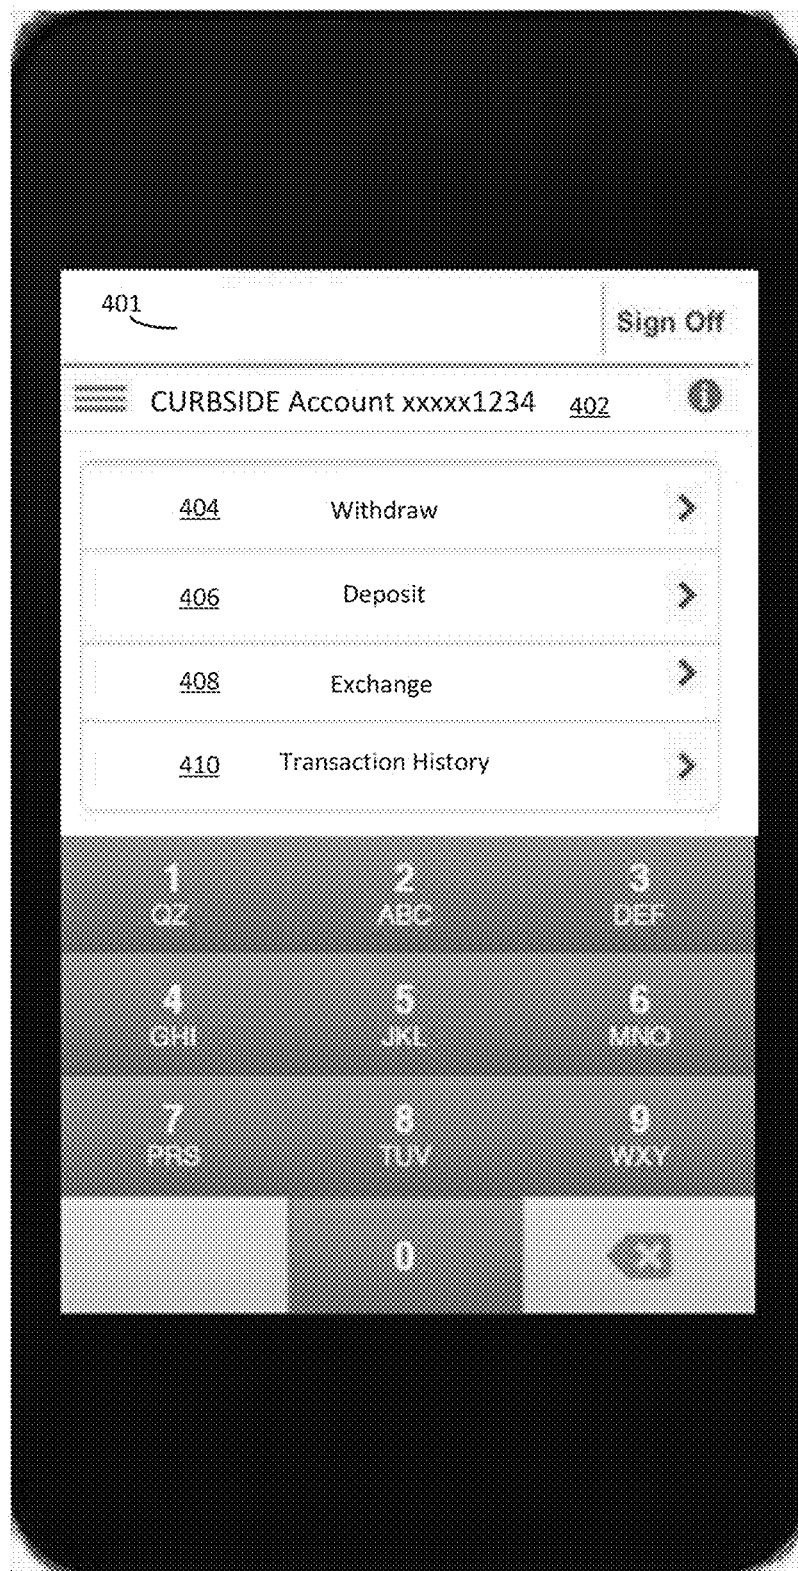 401
Sign Off
CURBSIDE Account xxxxx1234 402
404 Withdraw
406 Deposit
408 Exchange
410 Transaction History
1 2 3
QZ ABC DEF
4 5 6
GHI JKL MNO
7 8 9
PRS TUV WXY
0